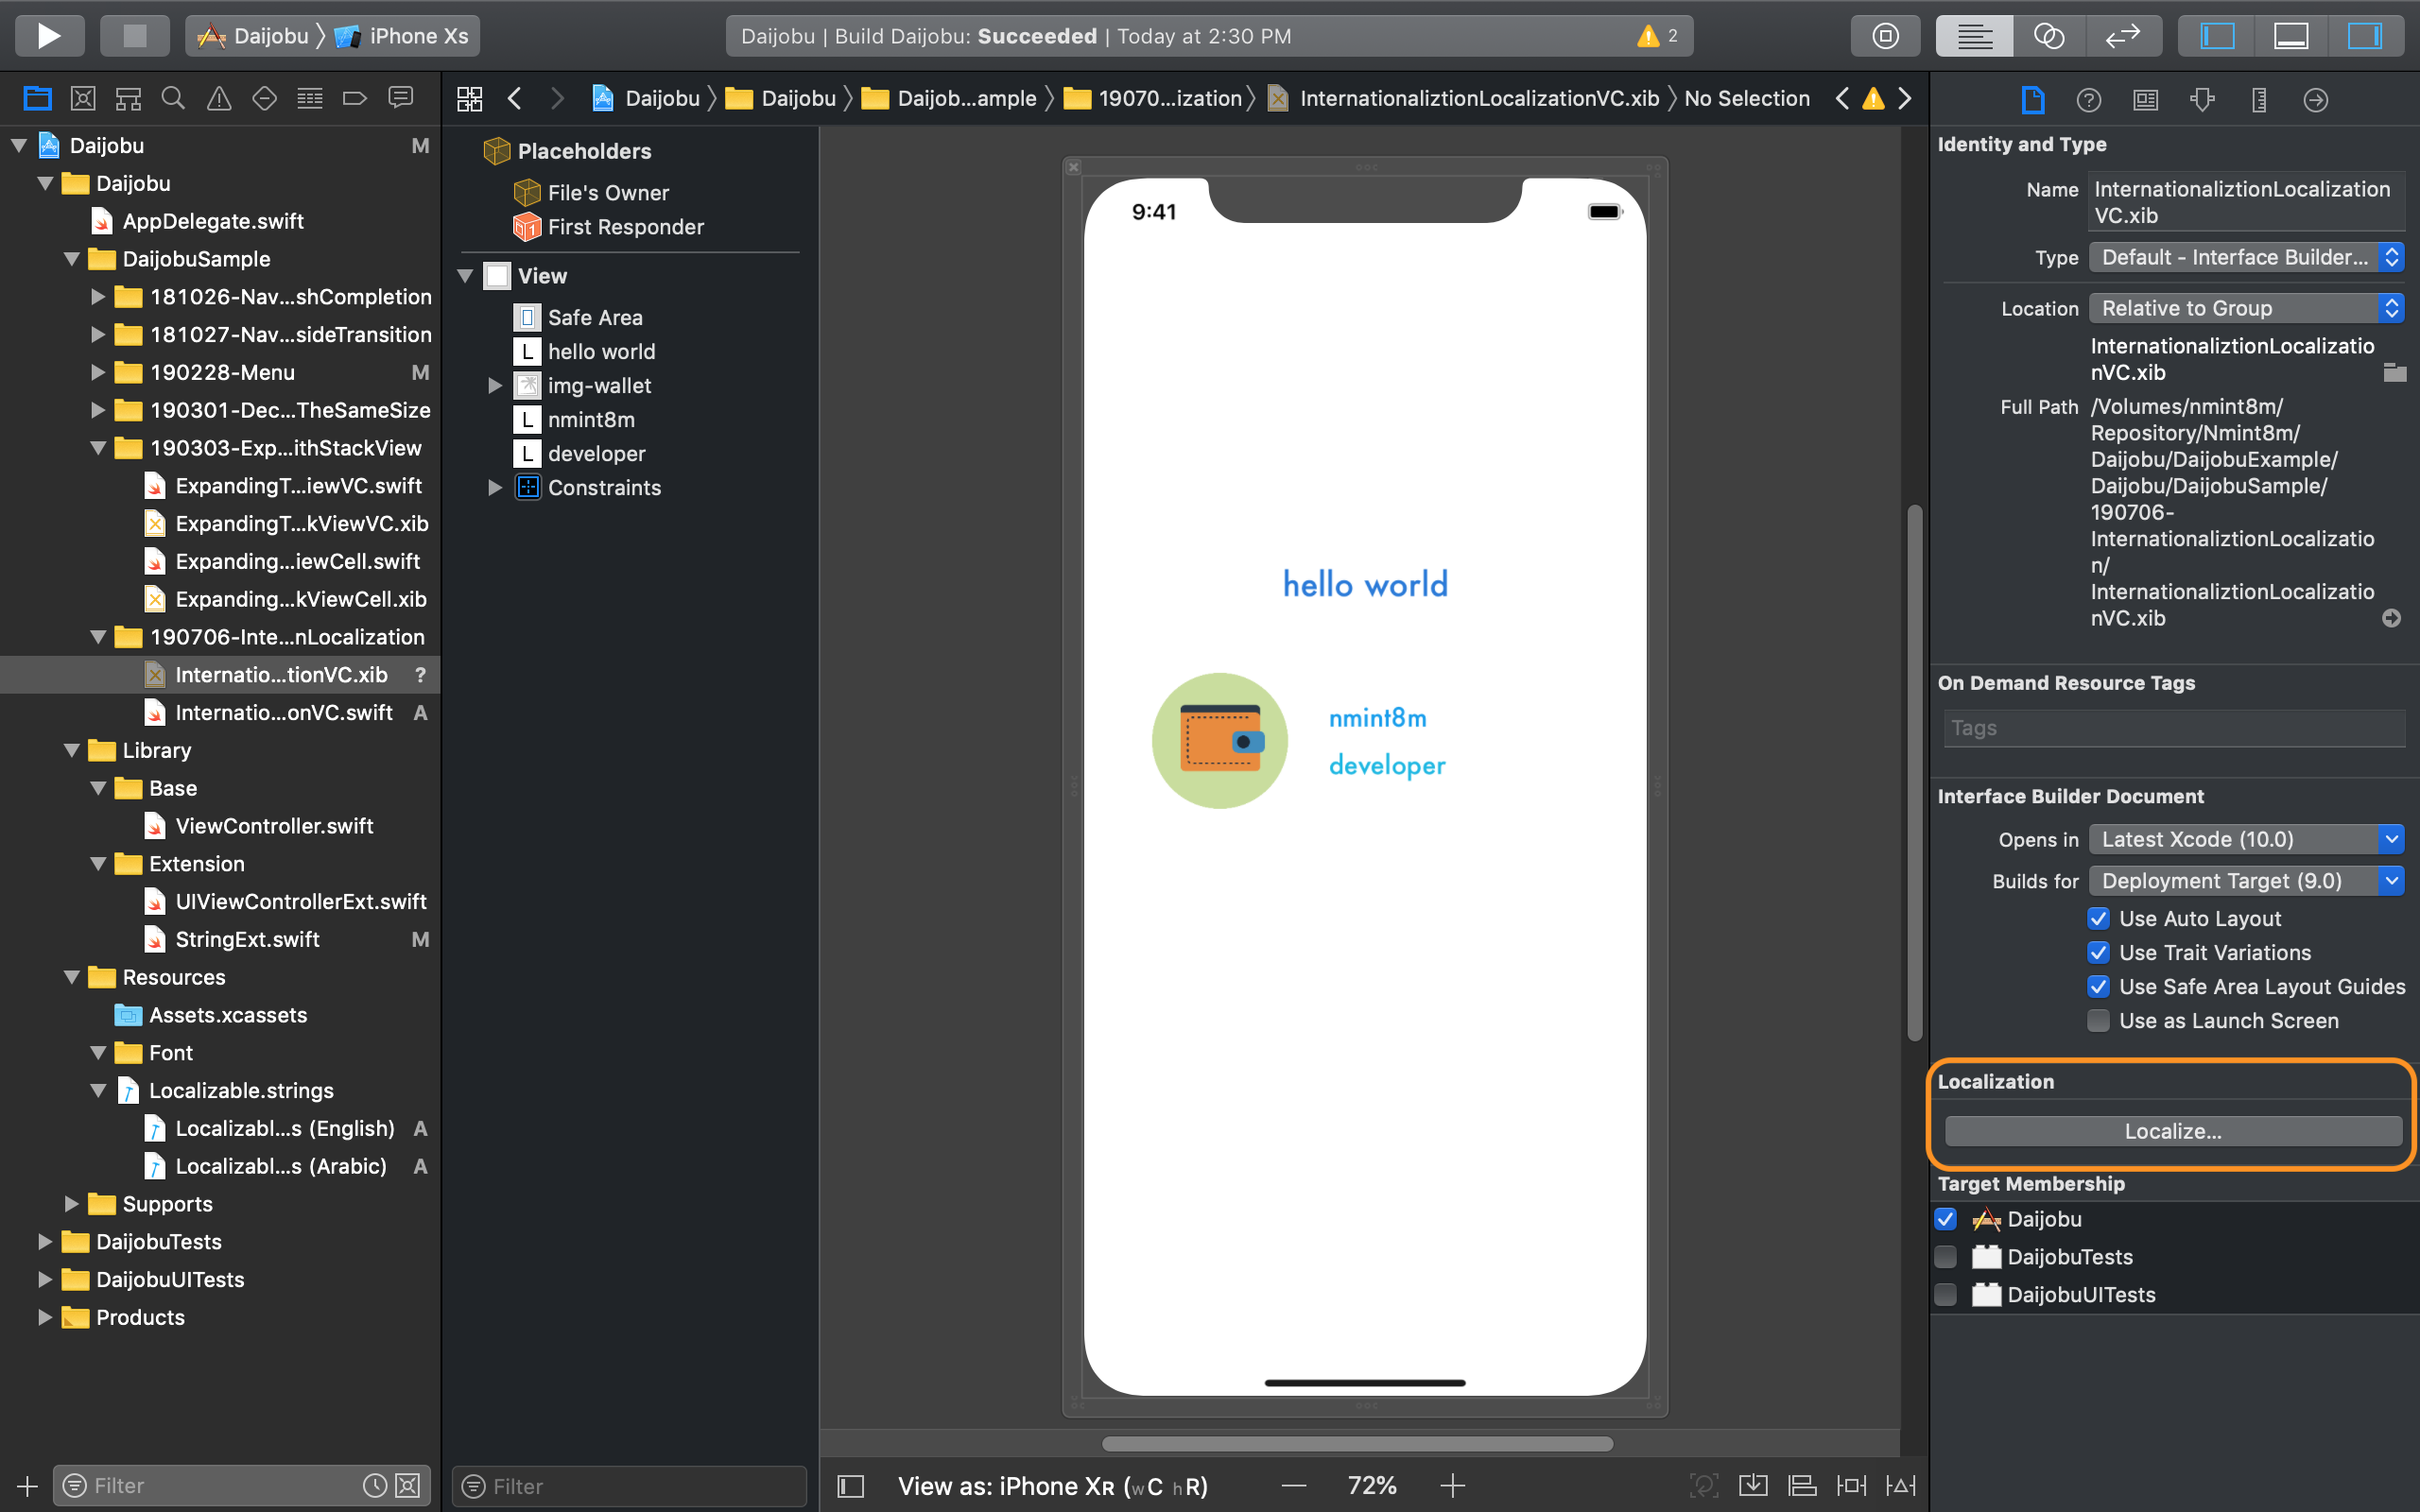 Daijobu 〉 iPhone Xs
Daijobu | Build Daijobu: Succeeded | Today at 2:30 PM
2
Daijobu 〉 Daijobu 〉 Daijob...ample 〉 19070...ization 〉 InternationaliztionLocalizationVC.xib 〉 No Selection
Daijobu M
Daijobu
AppDelegate.swift
DaijobuSample
181026-Nav...shCompletion
181027-Nav...sideTransition
190228-Menu M
190301-Dec...TheSameSize
190303-Exp...ithStackView
ExpandingT...iewVC.swift
ExpandingT...kViewVC.xib
Expanding...iewCell.swift
Expanding...kViewCell.xib
190706-Inte...nLocalization
Internatio...tionVC.xib ?
Internatio...onVC.swift A
Library
Base
ViewController.swift
Extension
UIViewControllerExt.swift
StringExt.swift M
Resources
Assets.xcassets
Font
Localizable.strings
Localizabl...s (English) A
Localizabl...s (Arabic) A
Supports
DaijobuTests
DaijobuUITests
Products
Filter
Placeholders
File's Owner
First Responder
View
Safe Area
L hello world
img-wallet
L nmint8m
L developer
Constraints
Filter
9:41
hello world
nmint8m
developer
View as: iPhone XR (wC hR)
72%
Identity and Type
Name InternationaliztionLocalization
VC.xib
Type Default - Interface Builder...
Location Relative to Group
InternationaliztionLocalizatio
nVC.xib
Full Path /Volumes/nmint8m/
Repository/Nmint8m/
Daijobu/DaijobuExample/
Daijobu/DaijobuSample/
190706-
InternationaliztionLocalizatio
n/
InternationaliztionLocalizatio
nVC.xib
On Demand Resource Tags
Tags
Interface Builder Document
Opens in Latest Xcode (10.0)
Builds for Deployment Target (9.0)
Use Auto Layout
Use Trait Variations
Use Safe Area Layout Guides
Use as Launch Screen
Localization
Localize...
Target Membership
Daijobu
DaijobuTests
DaijobuUITests